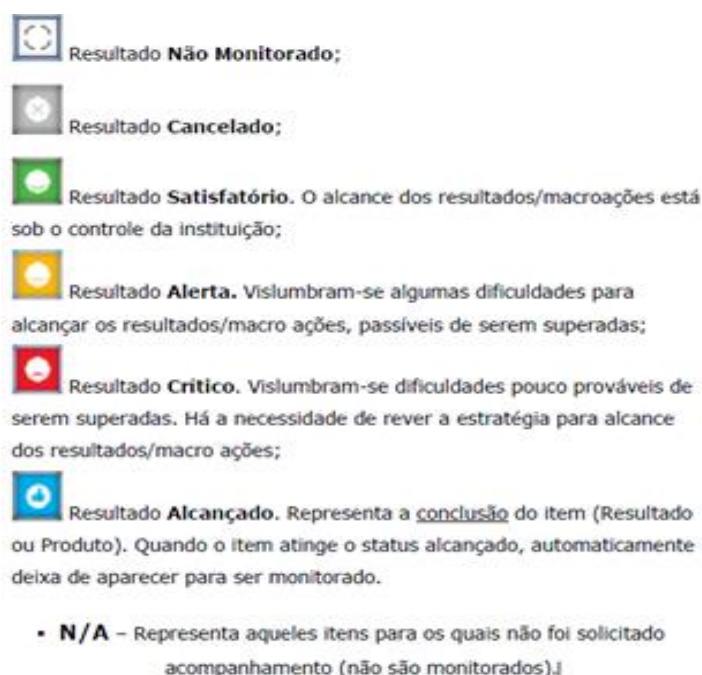 Resultado Não Monitorado;
Resultado Cancelado;
Resultado Satisfatório. O alcance dos resultados/macroações está
sob o controle da instituição;
Resultado Alerta. Vislumbram-se algumas dificuldades para
alcançar os resultados/macro ações, passíveis de serem superadas;
Resultado Crítico. Vislumbram-se dificuldades pouco prováveis de
serem superadas. Há a necessidade de rever a estratégia para alcance
dos resultados/macro ações;
Resultado Alcançado. Representa a conclusão do item (Resultado
ou Produto). Quando o item atinge o status alcançado, automaticamente
deixa de aparecer para ser monitorado.
▪ N/A – Representa aqueles itens para os quais não foi solicitado
acompanhamento (não são monitorados).